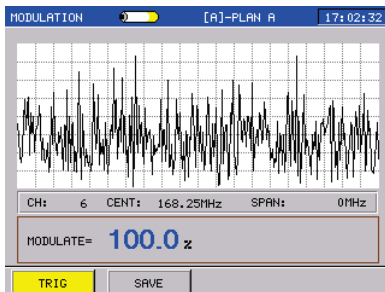 MODULATION [A]-PLAN A 17:02:32
CH: 6 CENT: 168.25MHz SPAN: 0MHz
MODULATE= 100.0 %
TRIG SAVE